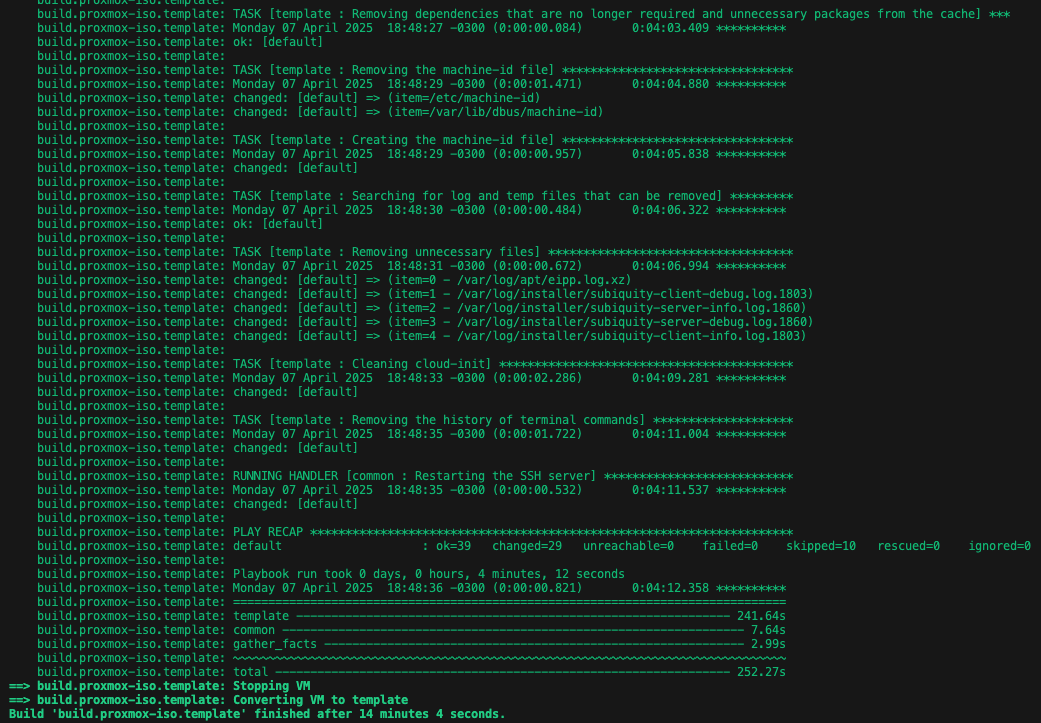 build.proxmox-iso.template:
build.proxmox-iso.template: TASK [template : Removing dependencies that are no longer required and unnecessary packages from the cache] ***
build.proxmox-iso.template: Monday 07 April 2025  18:48:27 -0300 (0:00:00.084)       0:04:03.409 **********
build.proxmox-iso.template: ok: [default]
build.proxmox-iso.template:
build.proxmox-iso.template: TASK [template : Removing the machine-id file] *********************************
build.proxmox-iso.template: Monday 07 April 2025  18:48:29 -0300 (0:00:01.471)       0:04:04.880 **********
build.proxmox-iso.template: changed: [default] => (item=/etc/machine-id)
build.proxmox-iso.template: changed: [default] => (item=/var/lib/dbus/machine-id)
build.proxmox-iso.template:
build.proxmox-iso.template: TASK [template : Creating the machine-id file] *********************************
build.proxmox-iso.template: Monday 07 April 2025  18:48:29 -0300 (0:00:00.957)       0:04:05.838 **********
build.proxmox-iso.template: changed: [default]
build.proxmox-iso.template:
build.proxmox-iso.template: TASK [template : Searching for log and temp files that can be removed] *********
build.proxmox-iso.template: Monday 07 April 2025  18:48:30 -0300 (0:00:00.484)       0:04:06.322 **********
build.proxmox-iso.template: ok: [default]
build.proxmox-iso.template:
build.proxmox-iso.template: TASK [template : Removing unnecessary files] ***********************************
build.proxmox-iso.template: Monday 07 April 2025  18:48:31 -0300 (0:00:00.672)       0:04:06.994 **********
build.proxmox-iso.template: changed: [default] => (item=0 - /var/log/apt/eipp.log.xz)
build.proxmox-iso.template: changed: [default] => (item=1 - /var/log/installer/subiquity-client-debug.log.1803)
build.proxmox-iso.template: changed: [default] => (item=2 - /var/log/installer/subiquity-server-info.log.1860)
build.proxmox-iso.template: changed: [default] => (item=3 - /var/log/installer/subiquity-server-debug.log.1860)
build.proxmox-iso.template: changed: [default] => (item=4 - /var/log/installer/subiquity-client-info.log.1803)
build.proxmox-iso.template:
build.proxmox-iso.template: TASK [template : Cleaning cloud-init] ******************************************
build.proxmox-iso.template: Monday 07 April 2025  18:48:33 -0300 (0:00:02.286)       0:04:09.281 **********
build.proxmox-iso.template: changed: [default]
build.proxmox-iso.template:
build.proxmox-iso.template: TASK [template : Removing the history of terminal commands] ********************
build.proxmox-iso.template: Monday 07 April 2025  18:48:35 -0300 (0:00:01.722)       0:04:11.004 **********
build.proxmox-iso.template: changed: [default]
build.proxmox-iso.template:
build.proxmox-iso.template: RUNNING HANDLER [common : Restarting the SSH server] ***************************
build.proxmox-iso.template: Monday 07 April 2025  18:48:35 -0300 (0:00:00.532)       0:04:11.537 **********
build.proxmox-iso.template: changed: [default]
build.proxmox-iso.template:
build.proxmox-iso.template: PLAY RECAP *********************************************************************
build.proxmox-iso.template: default                    : ok=39   changed=29   unreachable=0    failed=0    skipped=10   rescued=0    ignored=0
build.proxmox-iso.template:
build.proxmox-iso.template: Playbook run took 0 days, 0 hours, 4 minutes, 12 seconds
build.proxmox-iso.template: Monday 07 April 2025  18:48:36 -0300 (0:00:00.821)       0:04:12.358 **********
build.proxmox-iso.template: ===============================================================================
build.proxmox-iso.template: template -------------------------------------------------------------- 241.64s
build.proxmox-iso.template: common ------------------------------------------------------------------ 7.64s
build.proxmox-iso.template: gather_facts ------------------------------------------------------------ 2.99s
build.proxmox-iso.template: ~~~~~~~~~~~~~~~~~~~~~~~~~~~~~~~~~~~~~~~~~~~~~~~~~~~~~~~~~~~~~~~~~~~~~~~~~~~~~~~
build.proxmox-iso.template: total ----------------------------------------------------------------- 252.27s
==> build.proxmox-iso.template: Stopping VM
==> build.proxmox-iso.template: Converting VM to template
Build 'build.proxmox-iso.template' finished after 14 minutes 4 seconds.